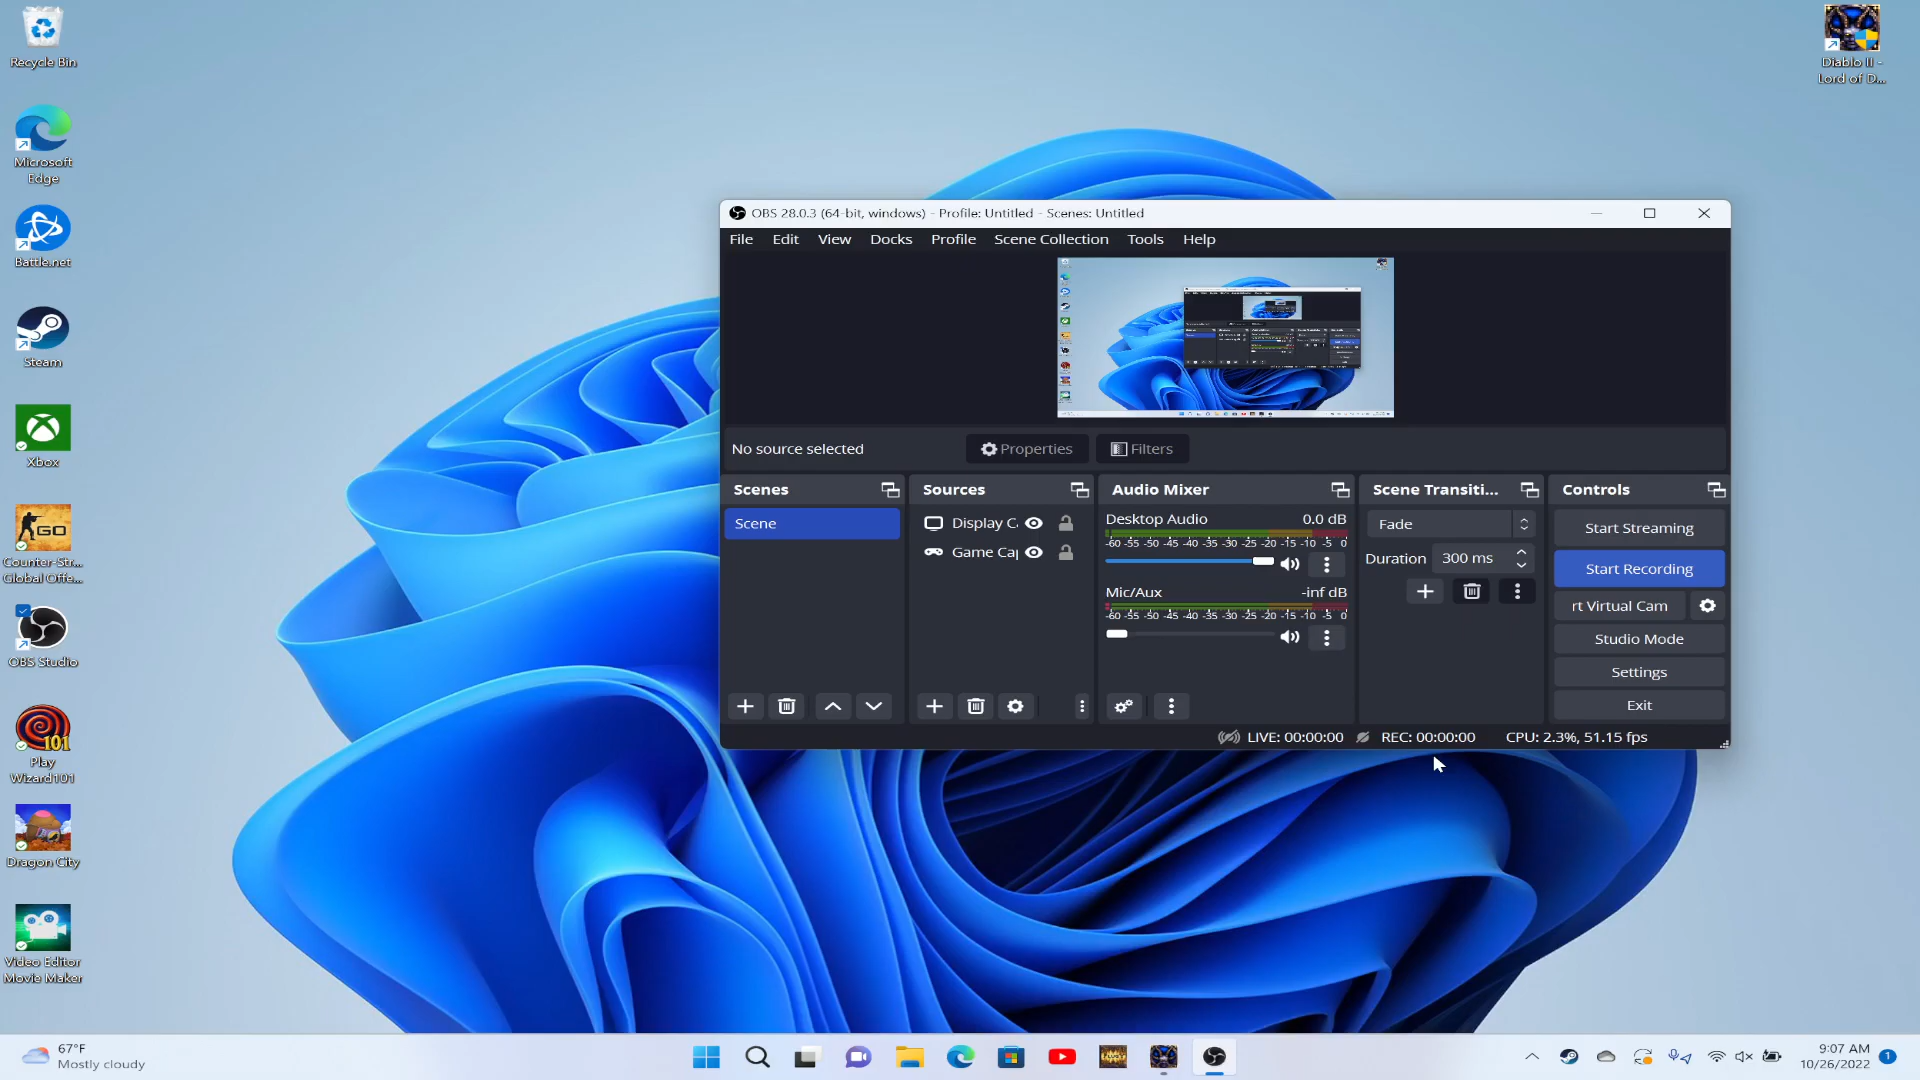 Recycle Bin
Microsoft
Edge
Battle.net
Steam
Xbox
GO
Counter-Str...
Global Offe...
OBS Studio
101
Play
Wizard101
Dragon City
Video Editor
Movie Maker
Diablo II -
Lord of D...
OBS 28.0.3 (64-bit, windows) - Profile: Untitled - Scenes: Untitled
File Edit View Docks Profile Scene Collection Tools Help
No source selected Properties Filters
Scenes
Scene
Sources
Display C
Game Cap
Audio Mixer
Desktop Audio 0.0 dB
-60 -55 -50 -45 -40 -35 -30 -25 -20 -15 -10 -5 0
Mic/Aux -inf dB
-60 -55 -50 -45 -40 -35 -30 -25 -20 -15 -10 -5 0
Scene Transiti...
Fade
Duration 300 ms
Controls
Start Streaming
Start Recording
rt Virtual Cam
Studio Mode
Settings
Exit
LIVE: 00:00:00 REC: 00:00:00 CPU: 2.3%, 51.15 fps
67°F
Mostly cloudy
9:07 AM
10/26/2022
1